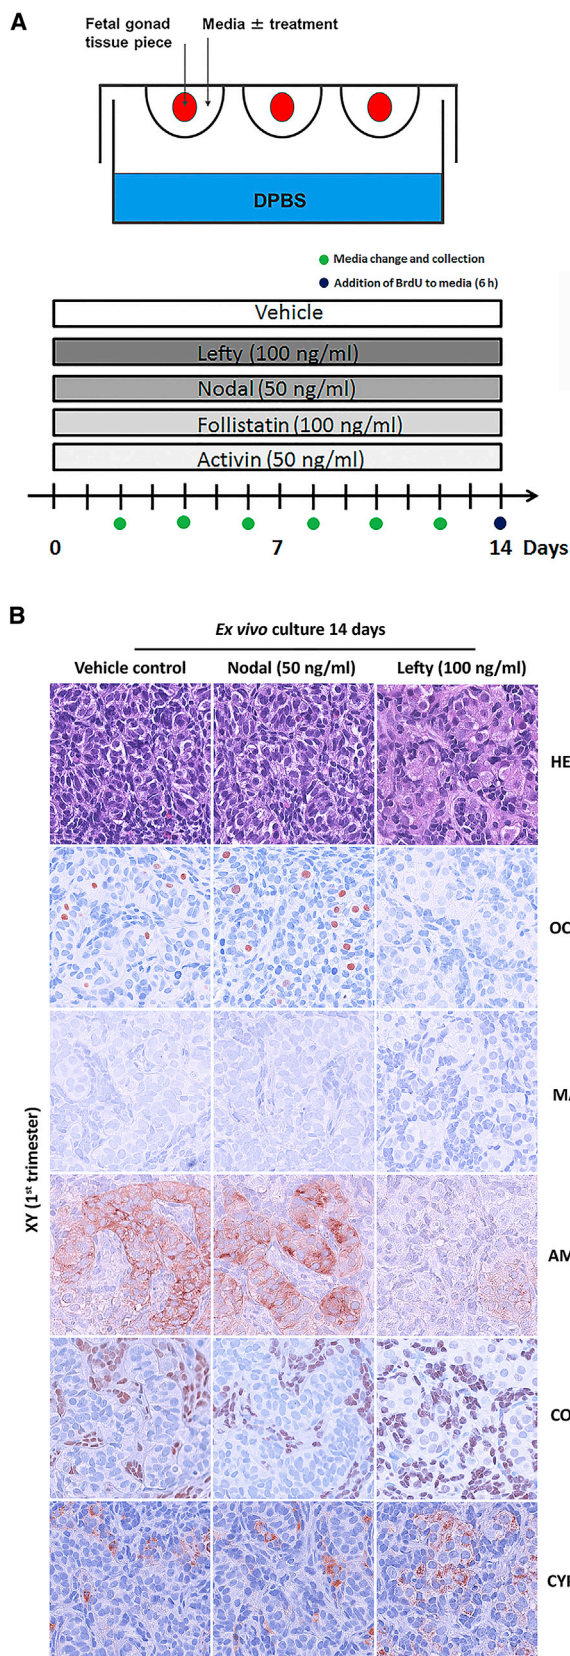 A
Fetal gonad
tissue piece
Media ± treatment
DPBS
Media change and collection
Addition of BrdU to media (6 h)
Vehicle
Lefty (100 ng/ml)
Nodal (50 ng/ml)
Follistatin (100 ng/ml)
Activin (50 ng/ml)
0 7 14 Days
B
Ex vivo culture 14 days
Vehicle control Nodal (50 ng/ml) Lefty (100 ng/ml)
HE
XY (1st trimester)